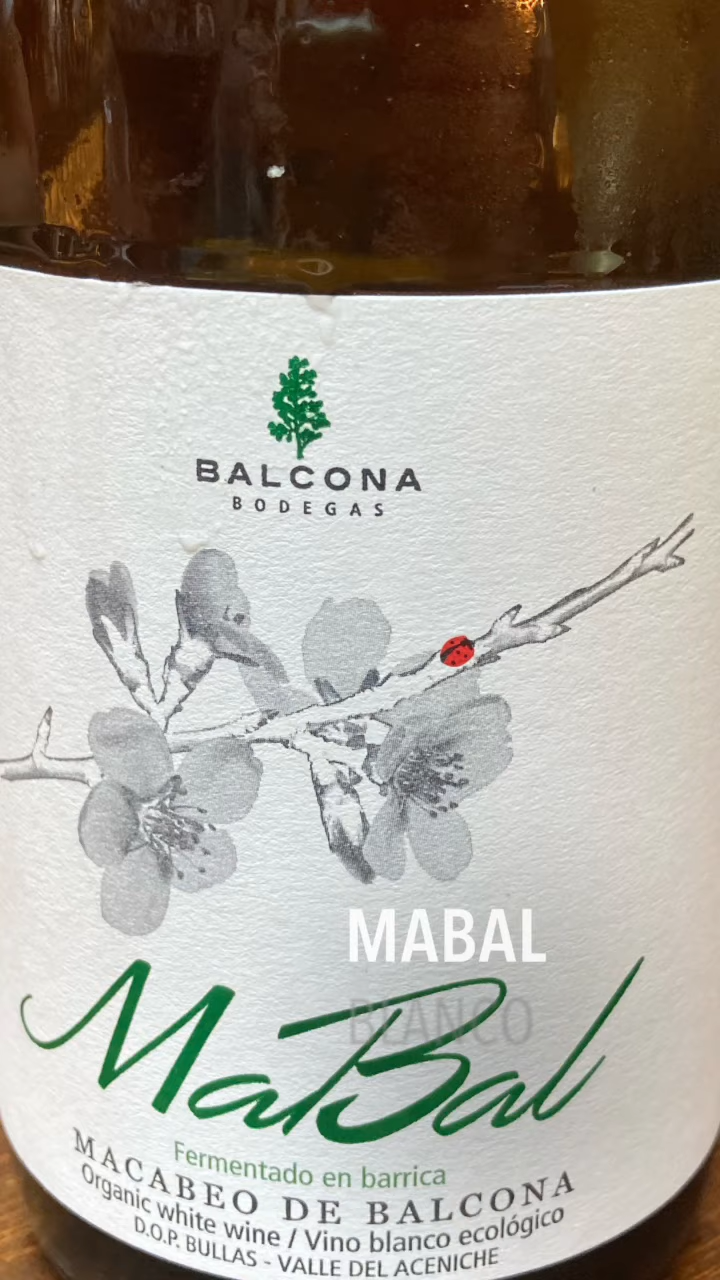 BALCONA
BODEGAS
MABAL
BLANCO
MaBal
Fermentado en barrica
MACABEO DE BALCONA
Organic white wine / Vino blanco ecológico
D.O.P. BULLAS - VALLE DEL ACENICHE